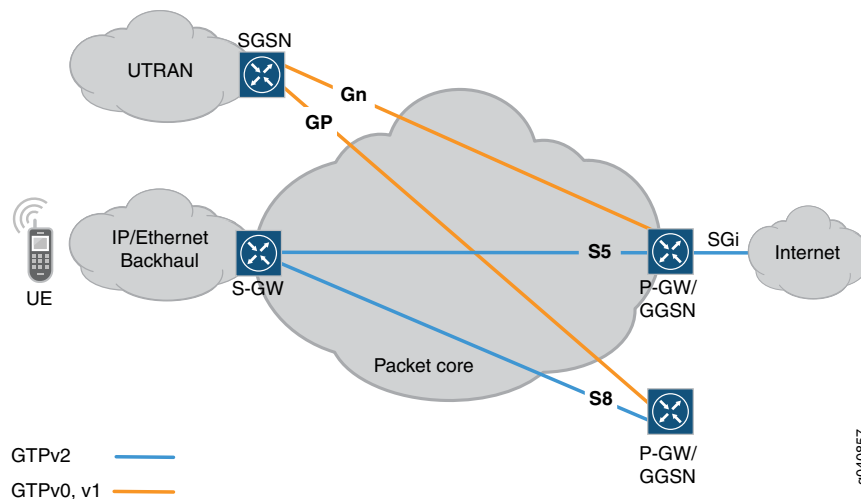 SGSN
UTRAN
Gn
GP
IP/Ethernet
Backhaul
UE
S-GW
S5
SGi
Internet
P-GW/
GGSN
Packet core
S8
P-GW/
GGSN
GTPv2
GTPv0, v1
g040857